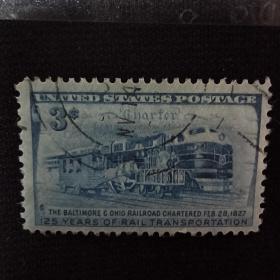 UNITED STATES POSTAGE
3¢
Charter
THE BALTIMORE & OHIO RAILROAD CHARTERED FEB. 28, 1827
125 YEARS OF RAIL TRANSPORTATION